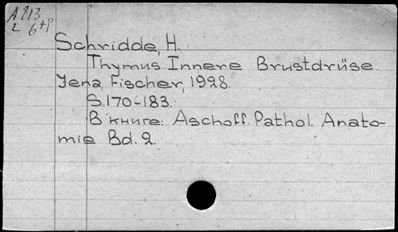 Schridde, H.
Thymus. Innere Brustdrüse.
Jena, Fischer, 1928.
S. 170-183.
В книге: Aschoff. Pathol. Anato-
mie Bd. 2.